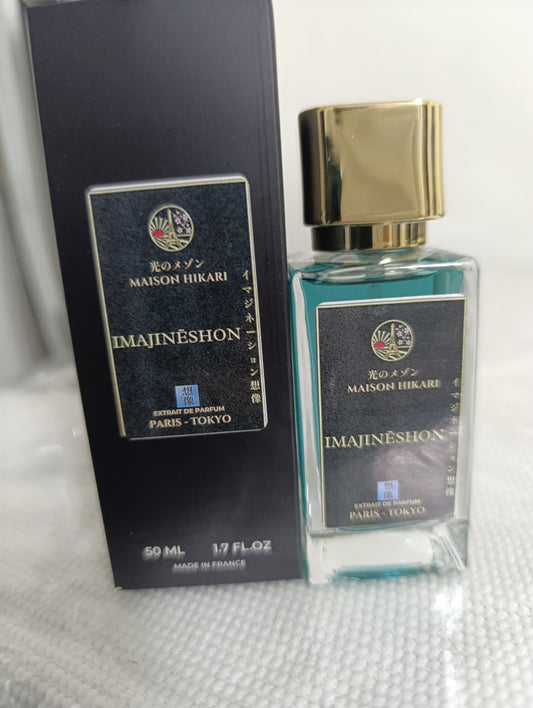 光のメゾン
MAISON HIKARI
IMAJINĒSHON
イマジネーション想像
想像
EXTRAIT DE PARFUM
PARIS - TOKYO
50 ML 1.7 FL.OZ
MADE IN FRANCE
光のメゾン
MAISON HIKARI
IMAJINĒSHON
イマジネーション想像
想像
EXTRAIT DE PARFUM
PARIS - TOKYO